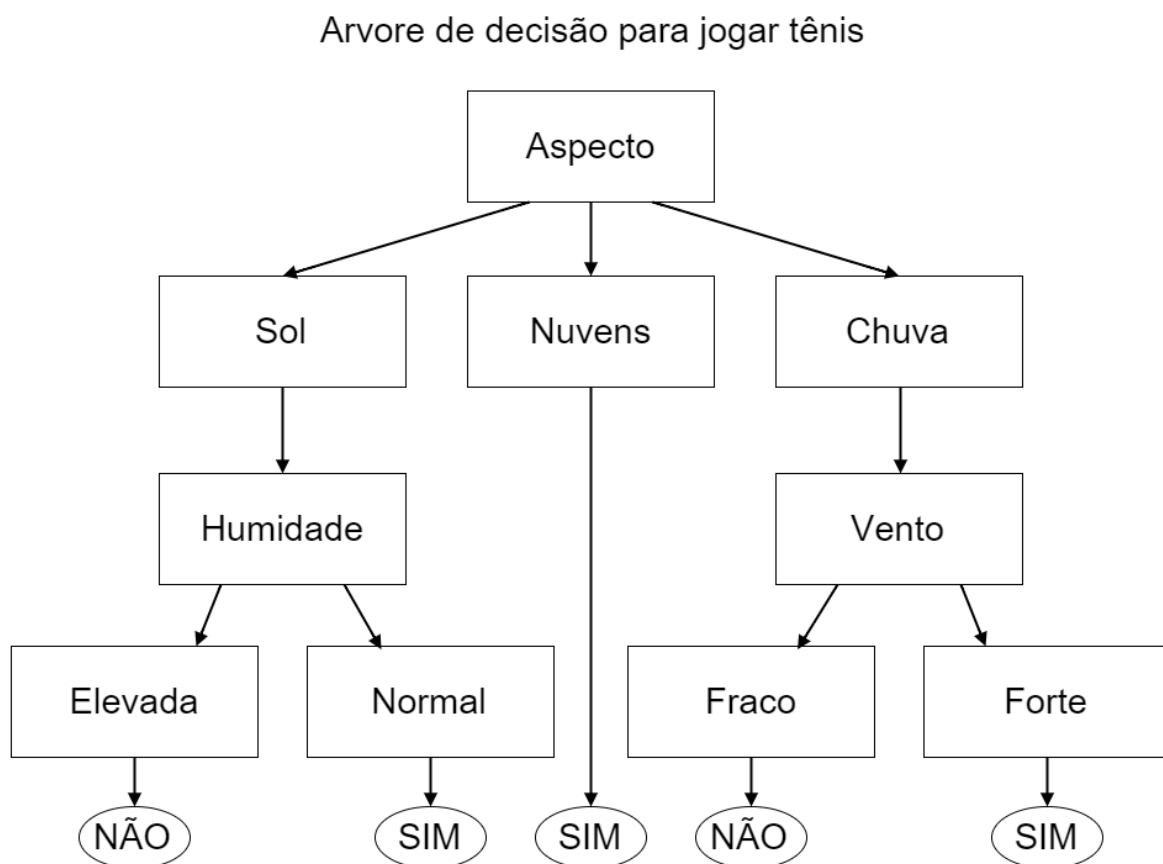 Arvore de decisão para jogar tênis
Aspecto
Sol
Nuvens
Chuva
Humidade
Vento
Elevada
Normal
Fraco
Forte
NÃO
SIM
SIM
NÃO
SIM